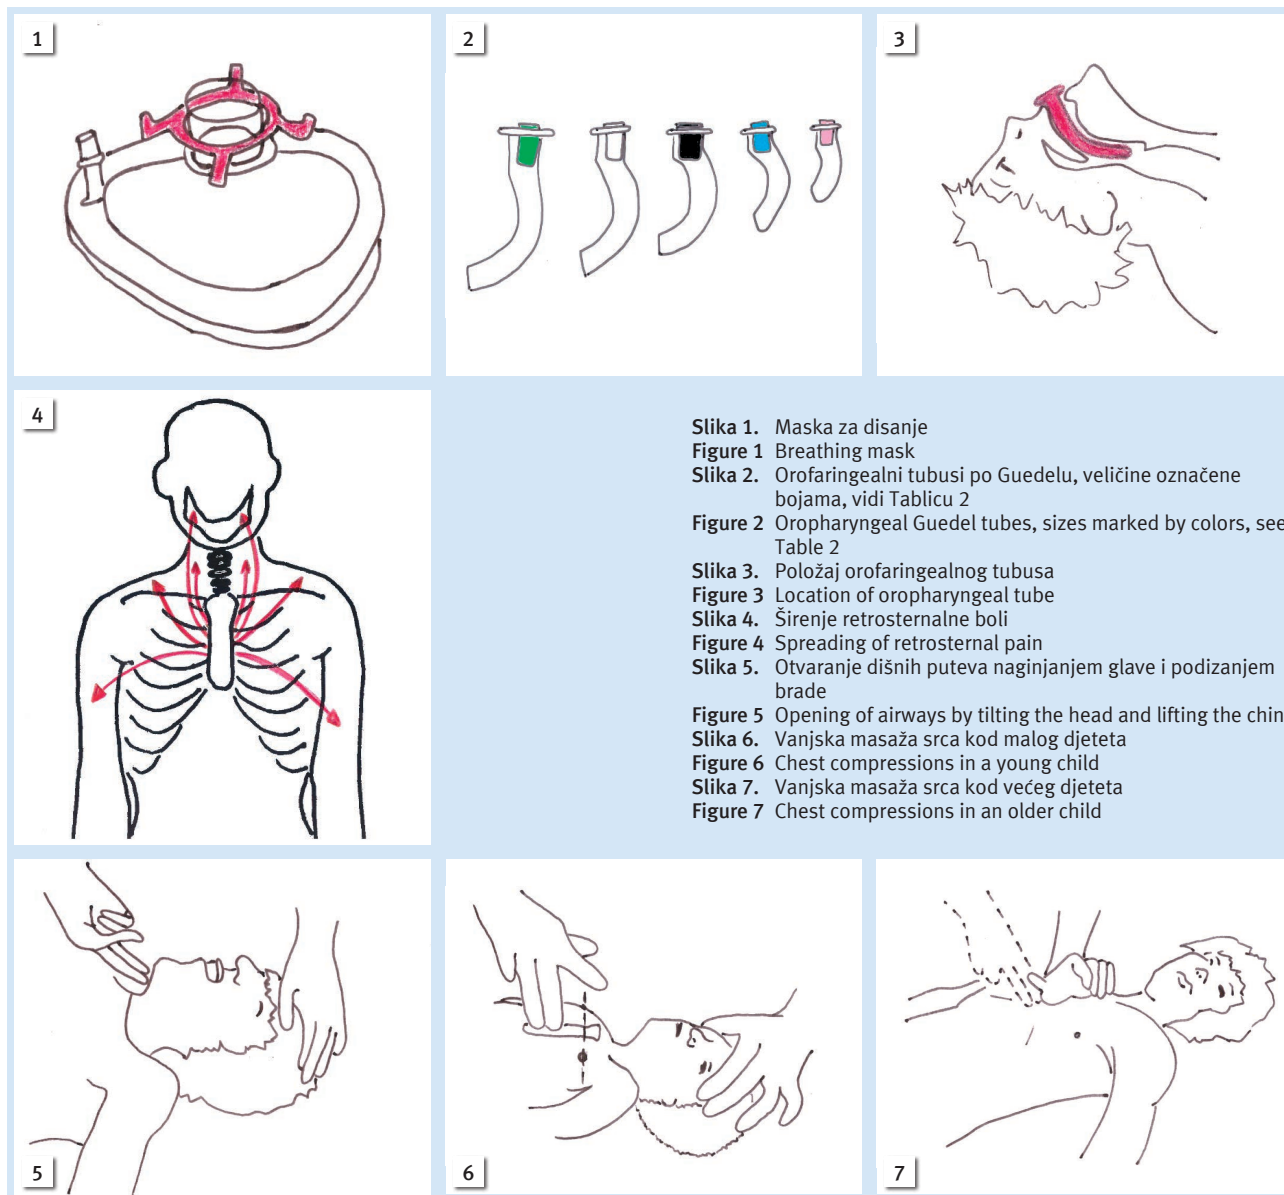 1
2
3
4
Slika 1. Maska za disanje
Figure 1 Breathing mask
Slika 2. Orofaringealni tubusi po Guedelu, veličine označene
bojama, vidi Tablicu 2
Figure 2 Oropharyngeal Guedel tubes, sizes marked by colors, see
Table 2
Slika 3. Položaj orofaringealnog tubusa
Figure 3 Location of oropharyngeal tube
Slika 4. Širenje retrosternalne boli
Figure 4 Spreading of retrosternal pain
Slika 5. Otvaranje dišnih puteva naginjanjem glave i podizanjem
brade
Figure 5 Opening of airways by tilting the head and lifting the chin
Slika 6. Vanjska masaža srca kod malog djeteta
Figure 6 Chest compressions in a young child
Slika 7. Vanjska masaža srca kod većeg djeteta
Figure 7 Chest compressions in an older child
5
6
7